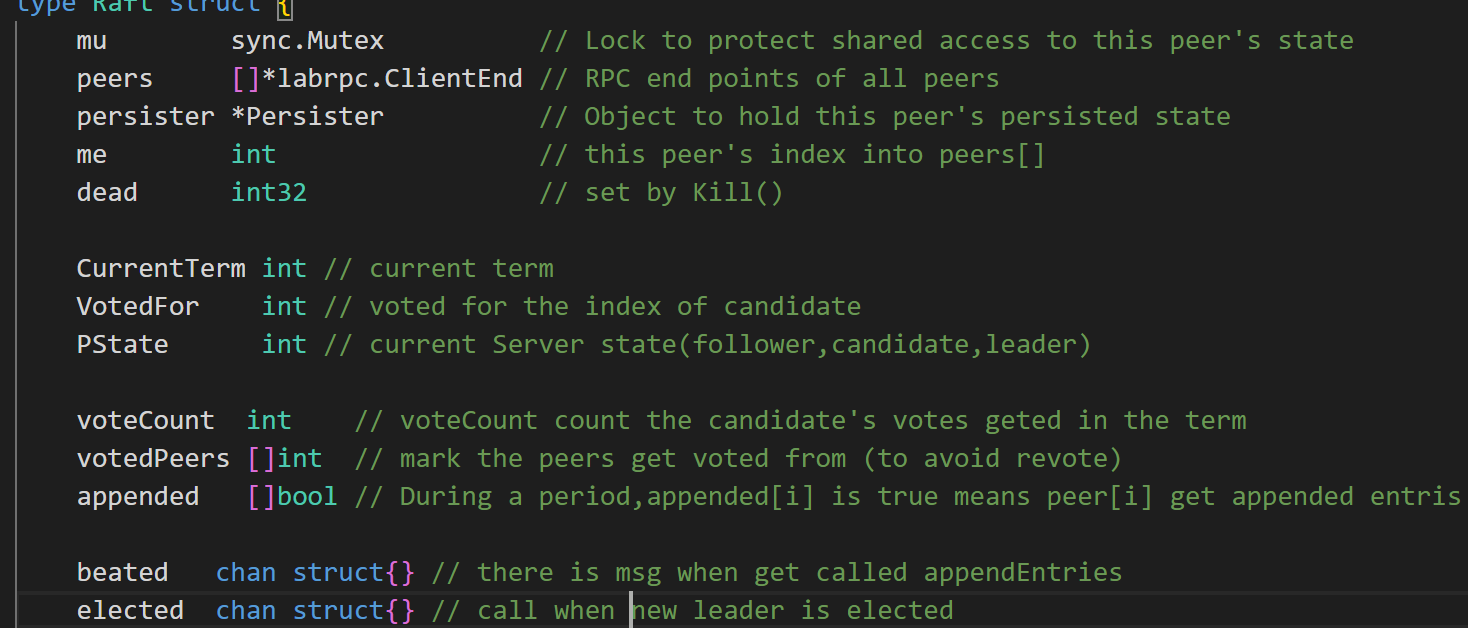 type Raft struct {
mu sync.Mutex // Lock to protect shared access to this peer's state
peers []*labrpc.ClientEnd // RPC end points of all peers
persister *Persister // Object to hold this peer's persisted state
me int // this peer's index into peers[]
dead int32 // set by Kill()
CurrentTerm int // current term
VotedFor int // voted for the index of candidate
PState int // current Server state(follower,candidate,leader)
voteCount int // voteCount count the candidate's votes geted in the term
votedPeers []int // mark the peers get voted from (to avoid revote)
appended []bool // During a period,appended[i] is true means peer[i] get appended entris
beated chan struct{} // there is msg when get called appendEntries
elected chan struct{} // call when new leader is elected